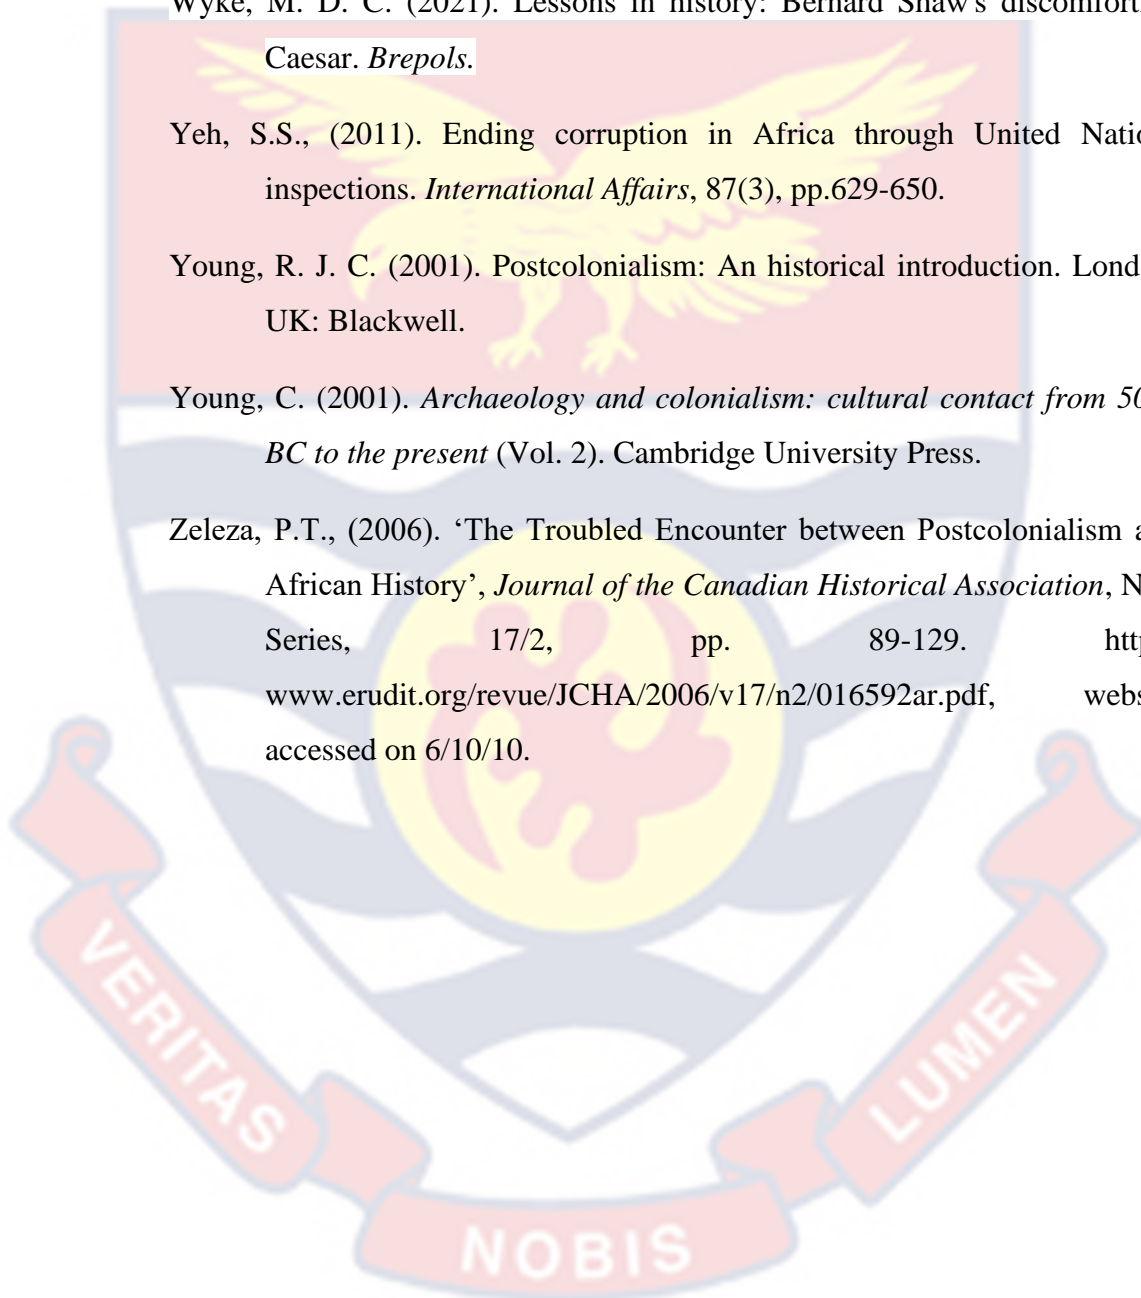 Wyke, M. D. C. (2021). Lessons in history: Bernard Shaw's discomfort
Caesar. Brepols.
Yeh, S.S., (2011). Ending corruption in Africa through United Natio
inspections. International Affairs, 87(3), pp.629-650.
Young, R. J. C. (2001). Postcolonialism: An historical introduction. Lond
UK: Blackwell.
Young, C. (2001). Archaeology and colonialism: cultural contact from 50
BC to the present (Vol. 2). Cambridge University Press.
Zeleza, P.T., (2006). ‘The Troubled Encounter between Postcolonialism a
African History’, Journal of the Canadian Historical Association, N
Series, 17/2, pp. 89-129. http
www.erudit.org/revue/JCHA/2006/v17/n2/016592ar.pdf, webs
accessed on 6/10/10.
VERITAS
NOBIS
LUMEN